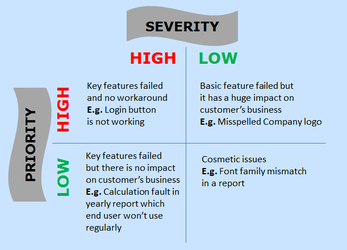 SEVERITY
HIGH LOW
PRIORITY
HIGH
Key features failed
and no workaround
E.g. Login button
is not working
Basic feature failed but
it has a huge impact on
customer's business
E.g. Misspelled Company logo
LOW
Key features failed
but there is no impact
on customer's business
E.g. Calculation fault in
yearly report which
end user won't use
regularly
Cosmetic issues
E.g. Font family mismatch
in a report